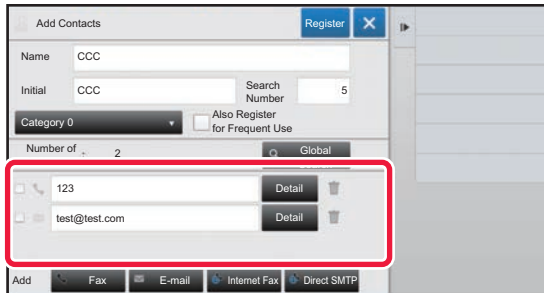 Add Contacts Register
Name CCC
Initial CCC Search Number 5
Category 0 Also Register for Frequent Use
Number of 2 Global
123 Detail
test@test.com Detail
Add Fax E-mail Internet Fax Direct SMTP